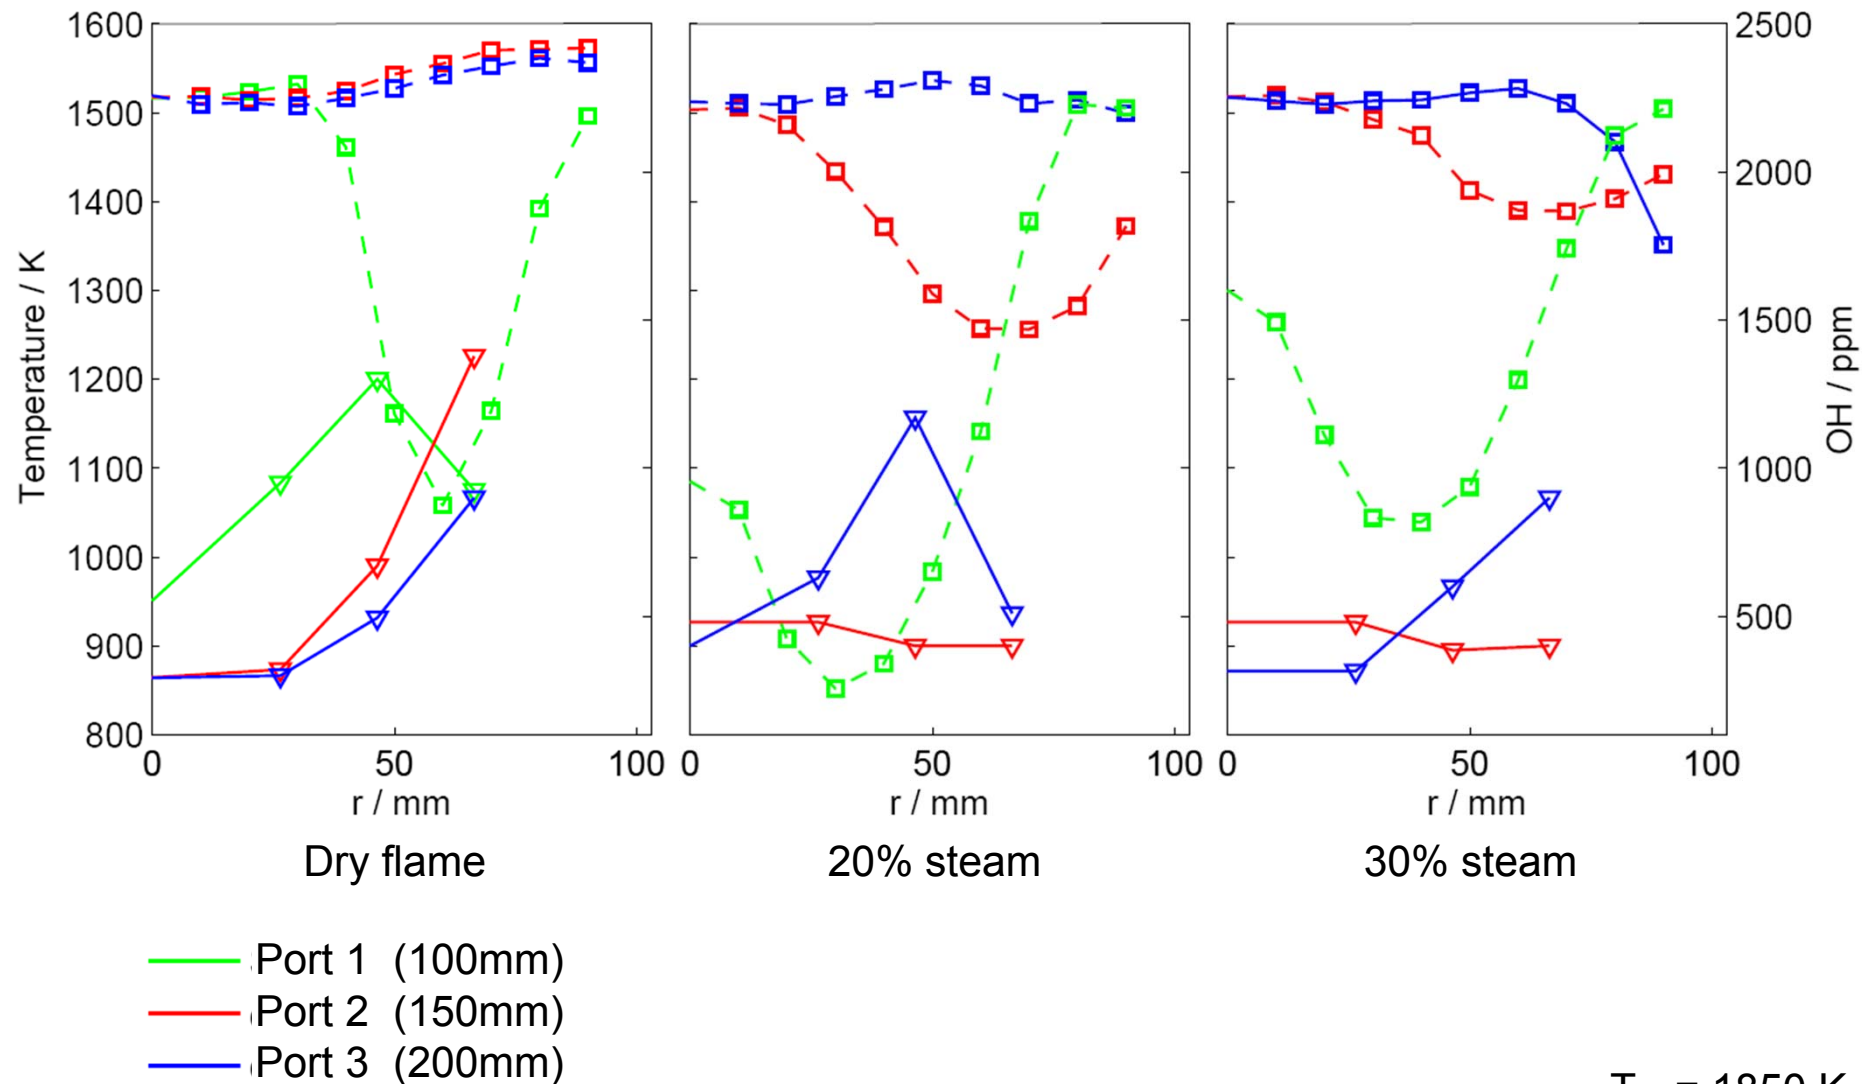 1600
1500
1400
1300
1200
1100
1000
900
800
Temperature / K
2500
2000
1500
1000
500
OH / ppm
0 50 100 0 50 100 0 50 100
r / mm r / mm r / mm
Dry flame 20% steam 30% steam
Port 1 (100mm)
Port 2 (150mm)
Port 3 (200mm)
= 1850 K